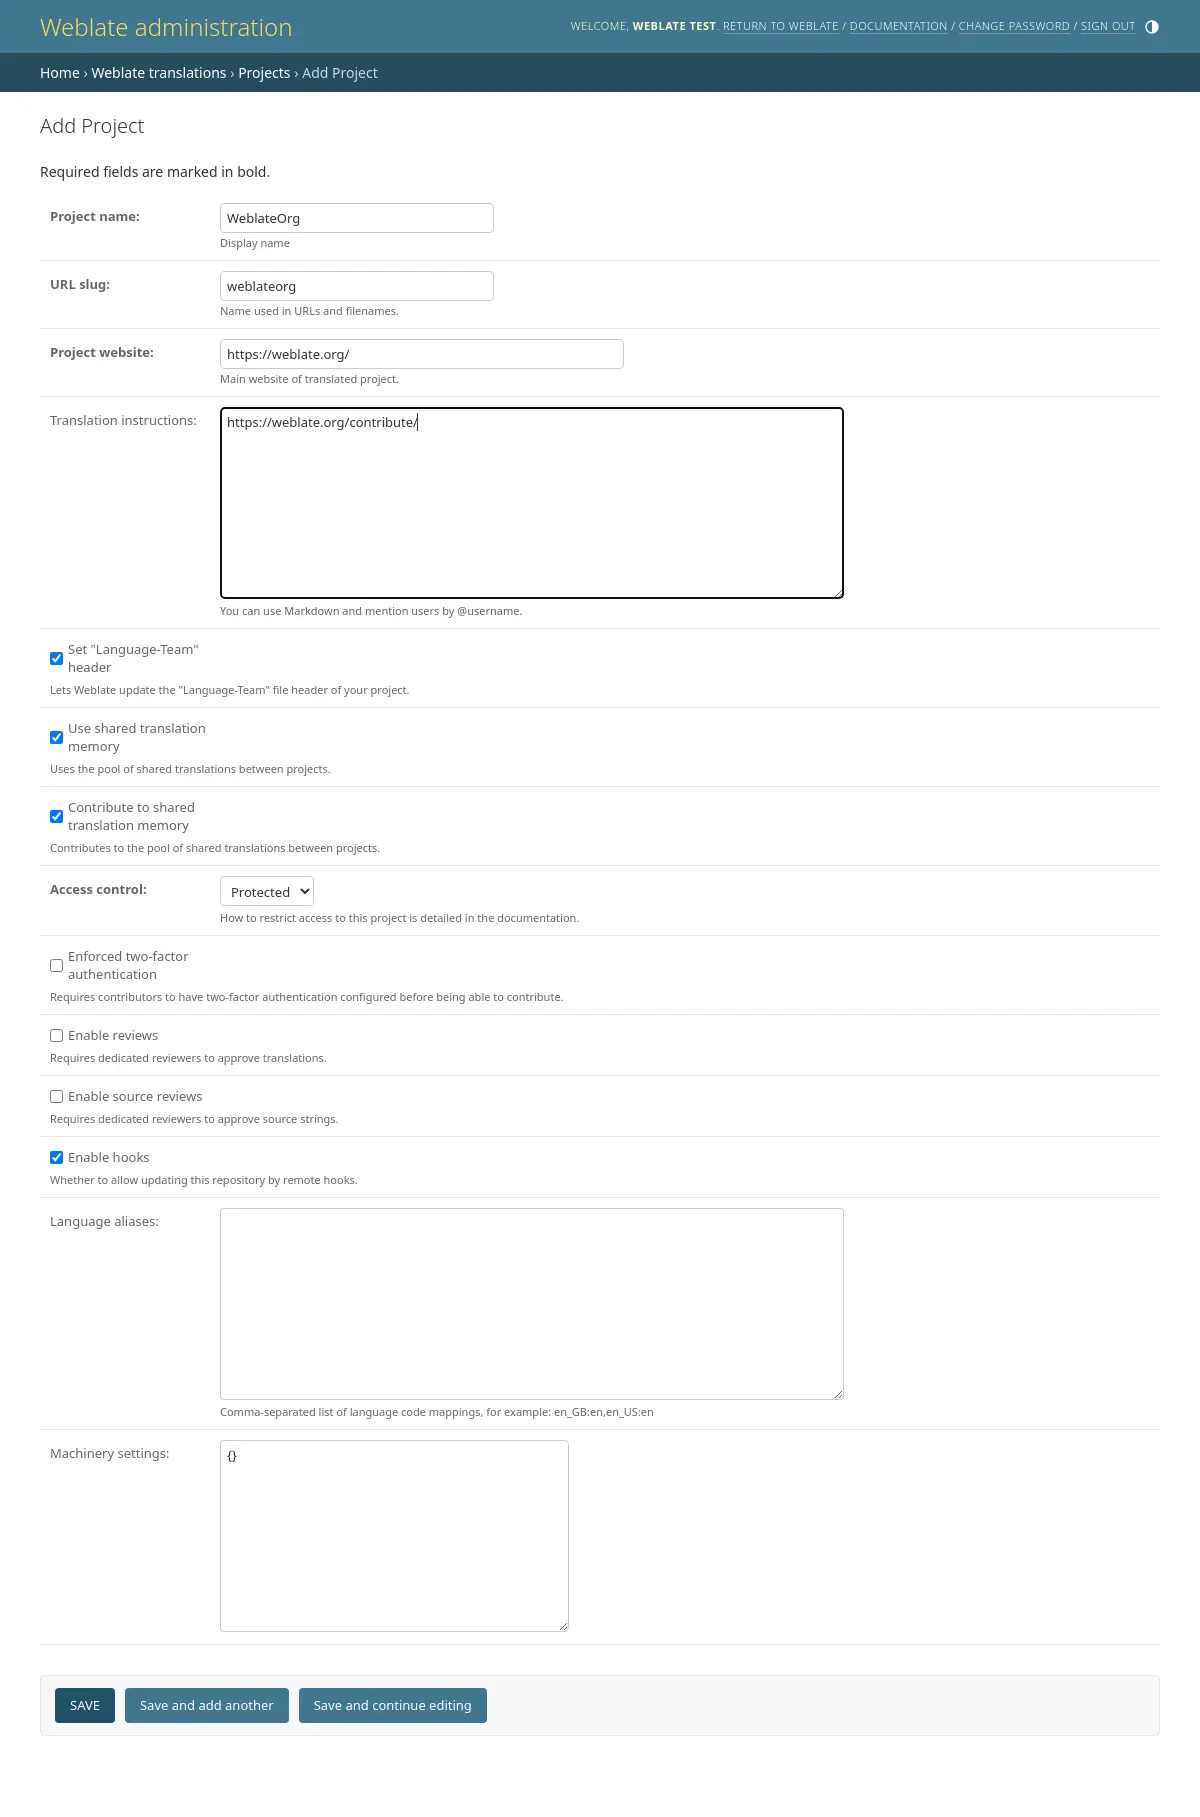 Weblate administration
WELCOME, WEBLATE TEST. RETURN TO WEBLATE / DOCUMENTATION / CHANGE PASSWORD / SIGN OUT
Home › Weblate translations › Projects › Add Project
Add Project
Required fields are marked in bold.
Project name:
WeblateOrg
Display name
URL slug:
weblateorg
Name used in URLs and filenames.
Project website:
https://weblate.org/
Main website of translated project.
Translation instructions:
https://weblate.org/contribute/
You can use Markdown and mention users by @username.
Set "Language-Team"
header
Lets Weblate update the "Language-Team" file header of your project.
Use shared translation
memory
Uses the pool of shared translations between projects.
Contribute to shared
translation memory
Contributes to the pool of shared translations between projects.
Access control:
Protected
How to restrict access to this project is detailed in the documentation.
Enforced two-factor
authentication
Requires contributors to have two-factor authentication configured before being able to contribute.
Enable reviews
Requires dedicated reviewers to approve translations.
Enable source reviews
Requires dedicated reviewers to approve source strings.
Enable hooks
Whether to allow updating this repository by remote hooks.
Language aliases:
Comma-separated list of language code mappings, for example: en_GB:en,en_US:en
Machinery settings:
{}
SAVE
Save and add another
Save and continue editing